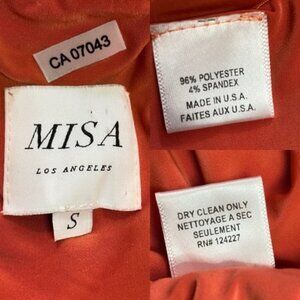 CA 07043
MISA
LOS ANGELES
S
96% POLYESTER
4% SPANDEX
MADE IN U.S.A.
FAITES AUX U.S.A.
DRY CLEAN ONLY
NETTOYAGE A SEC
SEULEMENT
RN# 124227